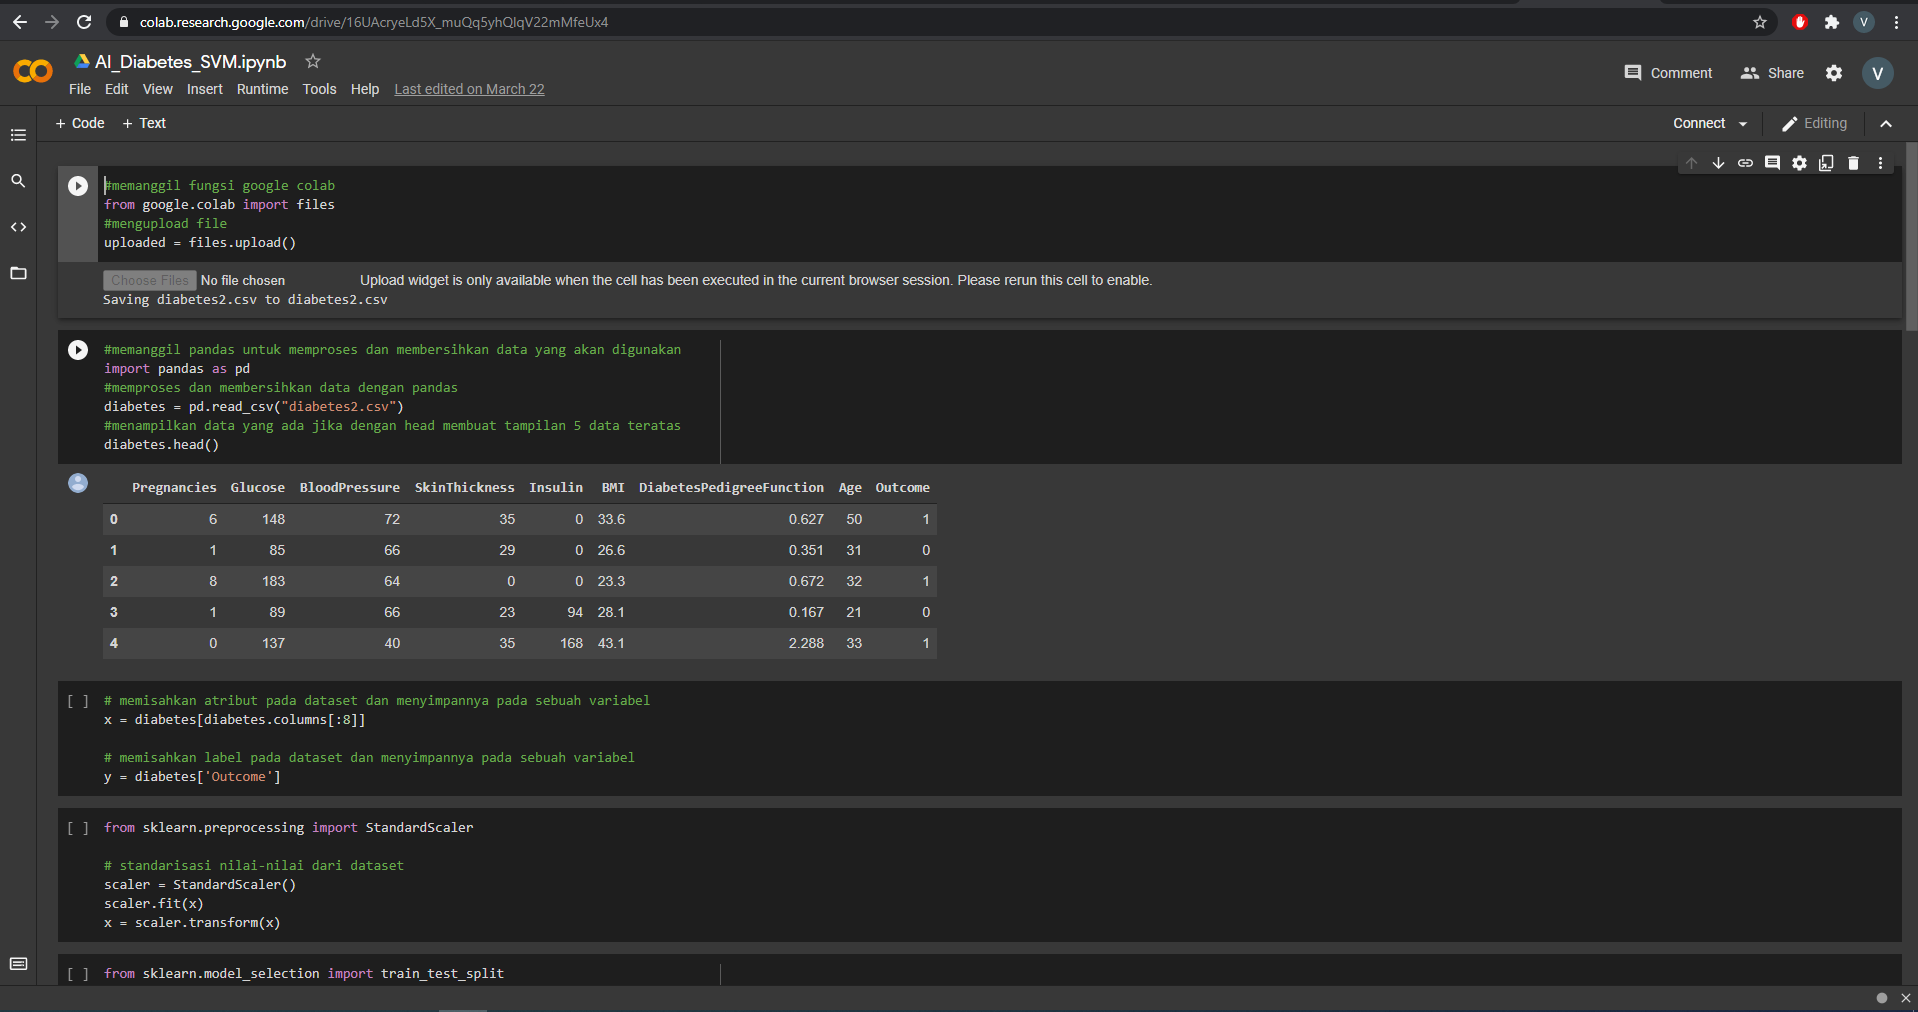 colab.research.google.com/drive/16UAcryeLd5X_muQq5yhQlqV22mMfeUx4
V
AI_Diabetes_SVM.ipynb
File Edit View Insert Runtime Tools Help Last edited on March 22
Comment Share V
+ Code + Text
Connect Editing
#memanggil fungsi google colab
from google.colab import files
#mengupload file
uploaded = files.upload()
Choose Files No file chosen Upload widget is only available when the cell has been executed in the current browser session. Please rerun this cell to enable.
Saving diabetes2.csv to diabetes2.csv
#memanggil pandas untuk memproses dan membersihkan data yang akan digunakan
import pandas as pd
#memproses dan membersihkan data dengan pandas
diabetes = pd.read_csv("diabetes2.csv")
#menampilkan data yang ada jika dengan head membuat tampilan 5 data teratas
diabetes.head()
Pregnancies Glucose BloodPressure SkinThickness Insulin BMI DiabetesPedigreeFunction Age Outcome
0 6 148 72 35 0 33.6 0.627 50 1
1 1 85 66 29 0 26.6 0.351 31 0
2 8 183 64 0 0 23.3 0.672 32 1
3 1 89 66 23 94 28.1 0.167 21 0
4 0 137 40 35 168 43.1 2.288 33 1
[ ] # memisahkan atribut pada dataset dan menyimpannya pada sebuah variabel
x = diabetes[diabetes.columns[:8]]
# memisahkan label pada dataset dan menyimpannya pada sebuah variabel
y = diabetes['Outcome']
[ ] from sklearn.preprocessing import StandardScaler
# standarisasi nilai-nilai dari dataset
scaler = StandardScaler()
scaler.fit(x)
x = scaler.transform(x)
[ ] from sklearn.model_selection import train_test_split